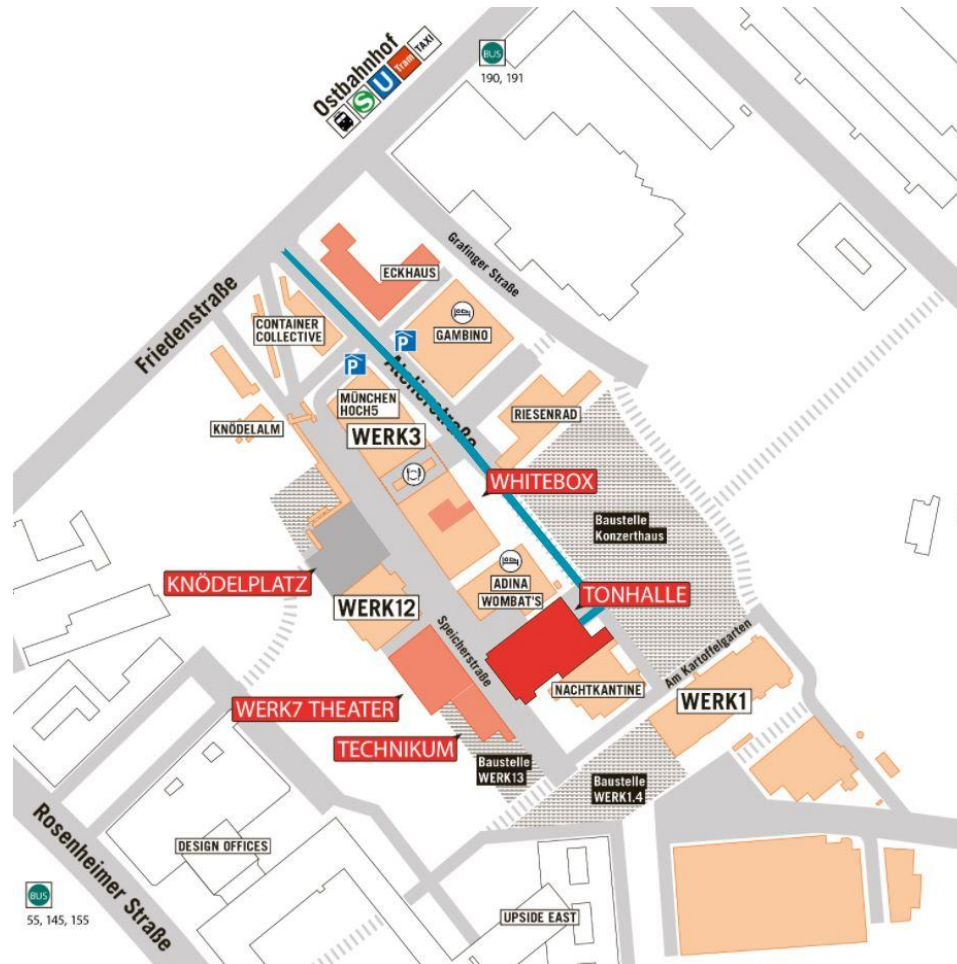 Ostbahnhof
S
U
Tram
TAXI
BUS
190, 191
Grafinger Straße
ECKHAUS
Friedenstraße
CONTAINER
COLLECTIVE
GAMBINO
P
P
Atelierstraße
MÜNCHEN
HOCH5
KNÖDELALM
WERK3
RIESENRAD
WHITEBOX
Baustelle
Konzerthaus
KNÖDELPLATZ
ADINA
WOMBAT'S
TONHALLE
WERK12
Speicherstraße
Am Kartoffelgarten
NACHTKANTINE
WERK1
WERK7 THEATER
TECHNIKUM
Baustelle
WERK13
Baustelle
WERK1.4
Rosenheimer Straße
DESIGN OFFICES
BUS
55, 145, 155
UPSIDE EAST